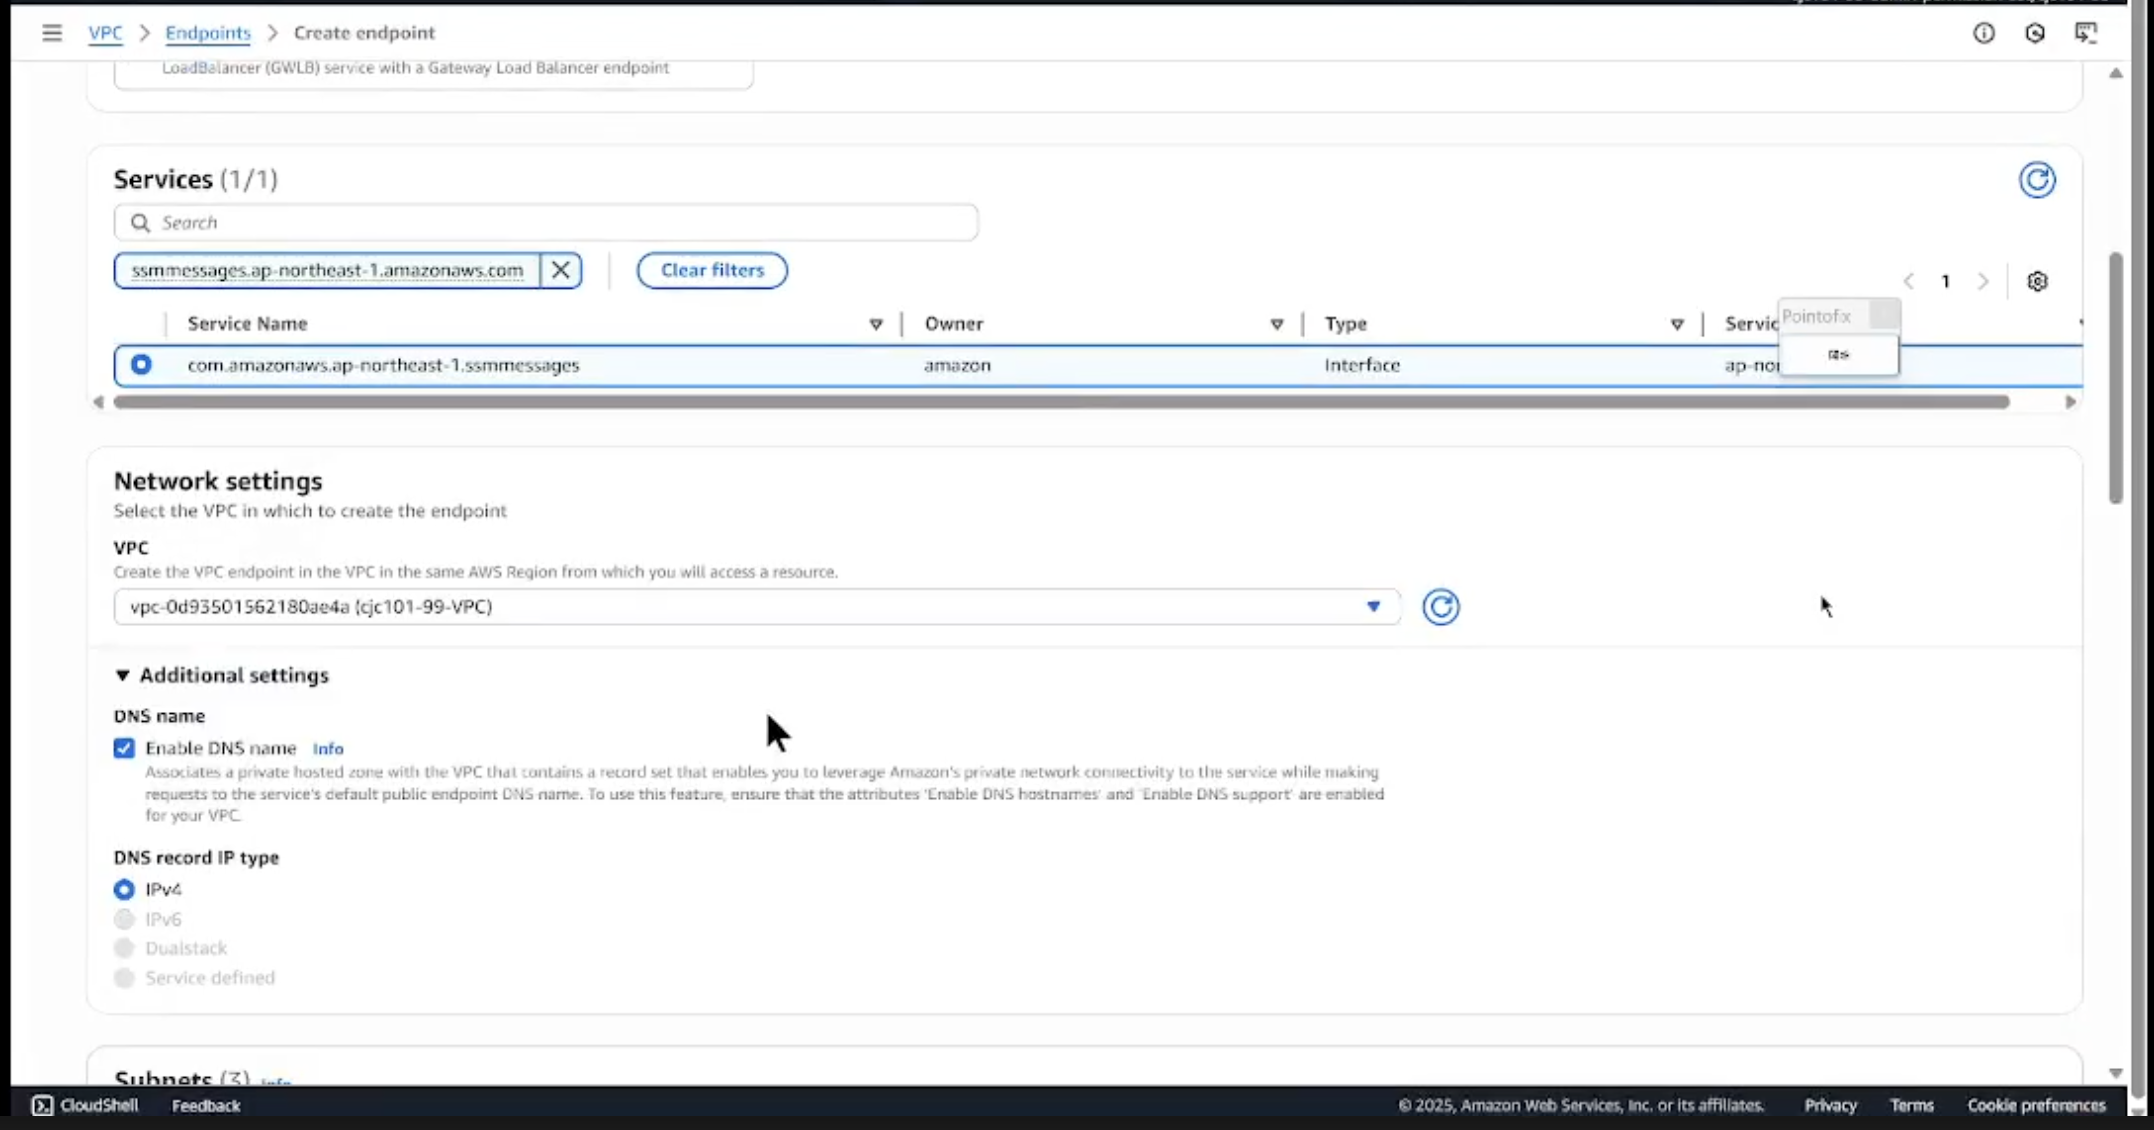 VPC > Endpoints > Create endpoint
LoadBalancer (GWLB) service with a Gateway Load Balancer endpoint
Services (1/1)
Search
ssmmessages.ap-northeast-1.amazonaws.com
Clear filters
1
Service Name Owner Type Servic
Pointofix
com.amazonaws.ap-northeast-1.ssmmessages amazon Interface ap-nor
Network settings
Select the VPC in which to create the endpoint
VPC
Create the VPC endpoint in the VPC in the same AWS Region from which you will access a resource.
vpc-0d93501562180ae4a (cjc101-99-VPC)
Additional settings
DNS name
Enable DNS name Info
Associates a private hosted zone with the VPC that contains a record set that enables you to leverage Amazon's private network connectivity to the service while making
requests to the service's default public endpoint DNS name. To use this feature, ensure that the attributes 'Enable DNS hostnames' and 'Enable DNS support' are enabled
for your VPC.
DNS record IP type
IPv4
IPv6
Dualstack
Service defined
Subnets (3) Info
CloudShell Feedback © 2025, Amazon Web Services, Inc. or its affiliates. Privacy Terms Cookie preferences